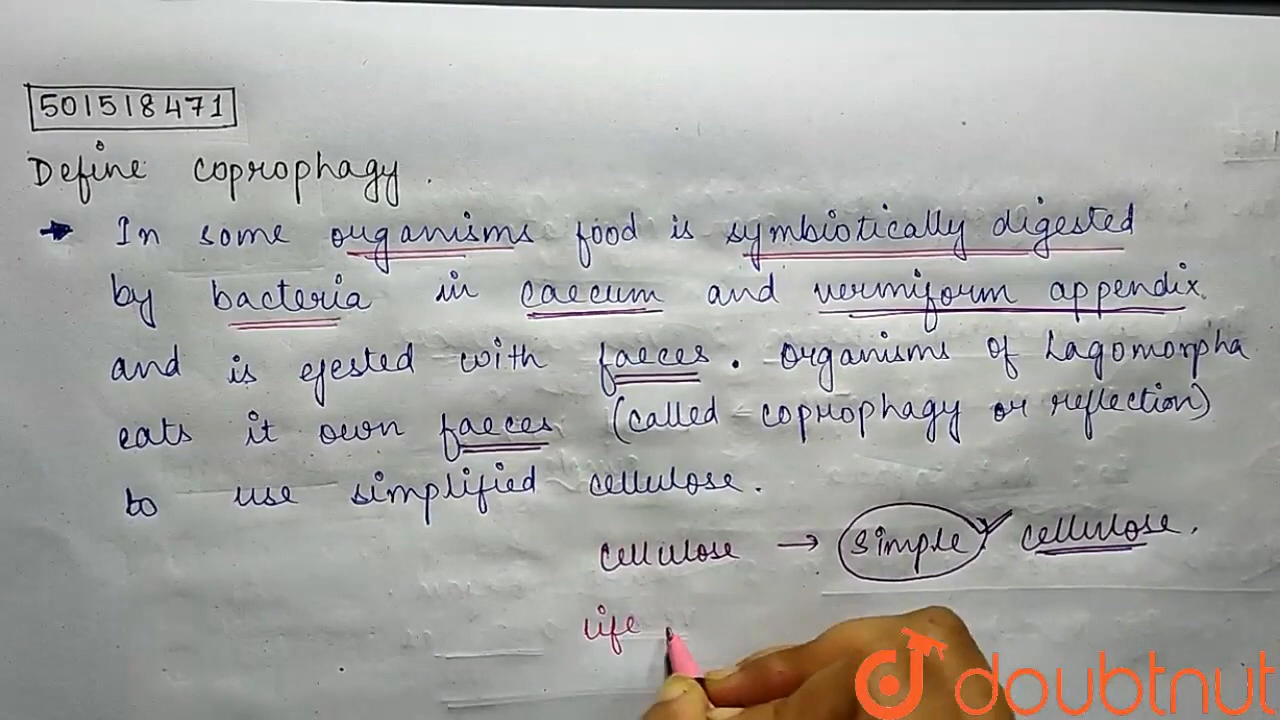 501518471
Define coprophagy.
→ In some organisms food is symbiotically digested
by bacteria in caecum and vermiform appendix
and is ejested with faeces. Organisms of Lagomorpha
eats it own faeces (called coprophagy or reflection)
to use simplified cellulose.
cellulose → simple cellulose.
life
doubtnut